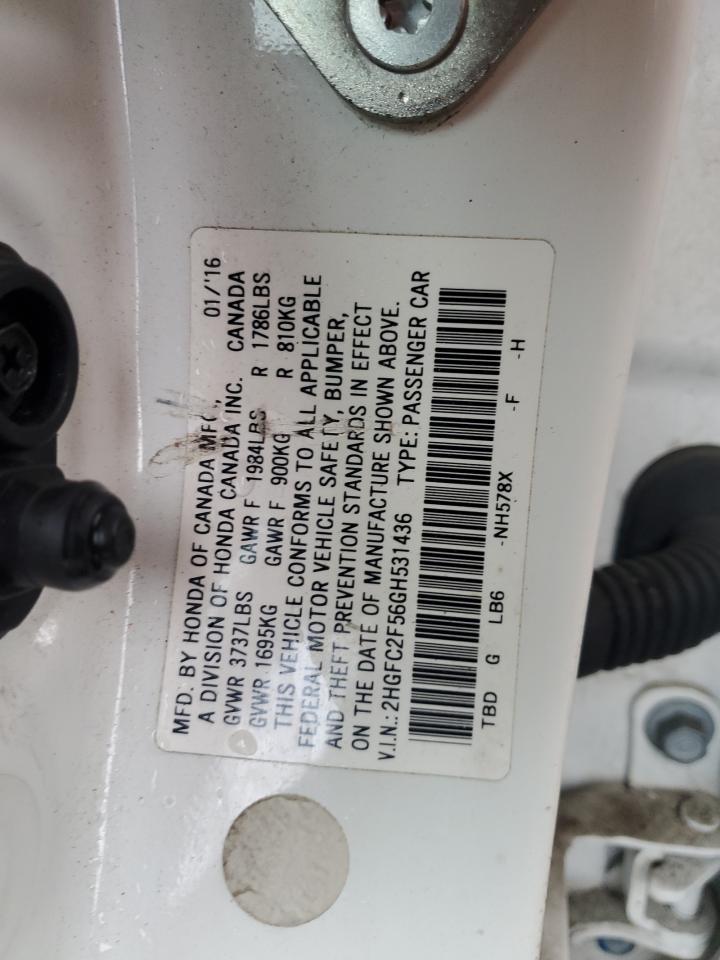 MFD. BY HONDA OF CANADA MFG., 01/'16
A DIVISION OF HONDA CANADA INC. CANADA
GVWR 3737LBS GAWR F 1984LBS R 1786LBS
GVWR 1695KG GAWR F 900KG R 810KG
THIS VEHICLE CONFORMS TO ALL APPLICABLE
FEDERAL MOTOR VEHICLE SAFETY, BUMPER,
AND THEFT PREVENTION STANDARDS IN EFFECT
ON THE DATE OF MANUFACTURE SHOWN ABOVE.
V.I.N.: 2HGFC2F56GH531436 TYPE: PASSENGER CAR
TBD G LB6 -NH578X -F -H